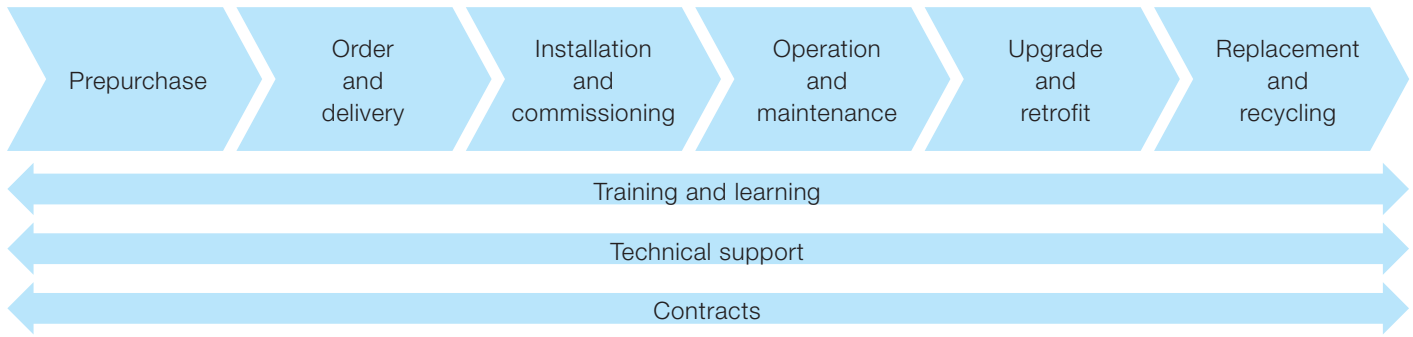 Prepurchase
Order
and
delivery
Installation
and
commissioning
Operation
and
maintenance
Upgrade
and
retrofit
Replacement
and
recycling
Training and learning
Technical support
Contracts